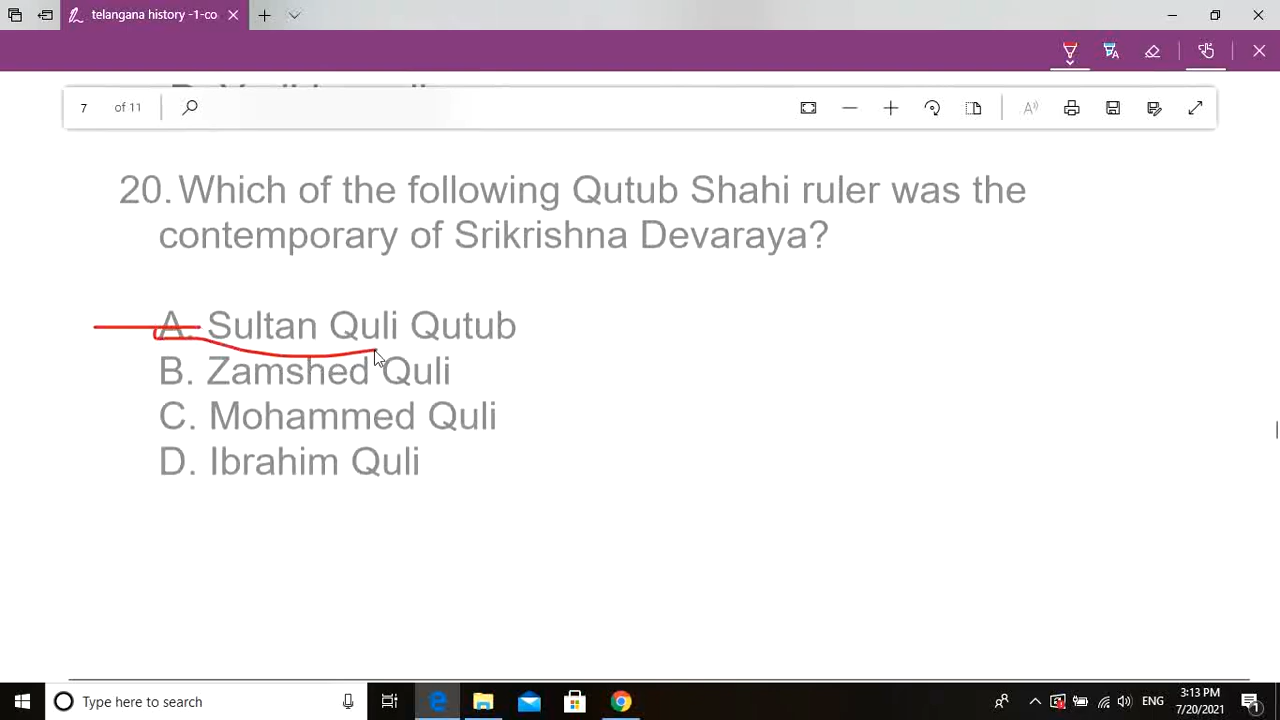 telangana history -1-co
7 of 11
20. Which of the following Qutub Shahi ruler was the
contemporary of Srikrishna Devaraya?
A. Sultan Quli Qutub
B. Zamshed Quli
C. Mohammed Quli
D. Ibrahim Quli
Type here to search
ENG
3:13 PM
7/20/2021
1